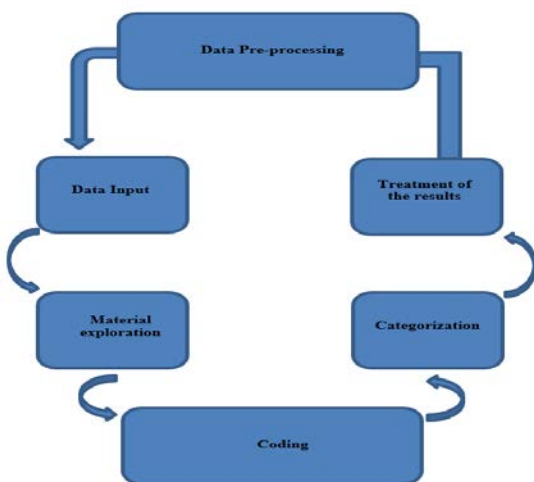 Data Pre-processing
Data Input
Treatment of
the results
Material
exploration
Categorization
Coding